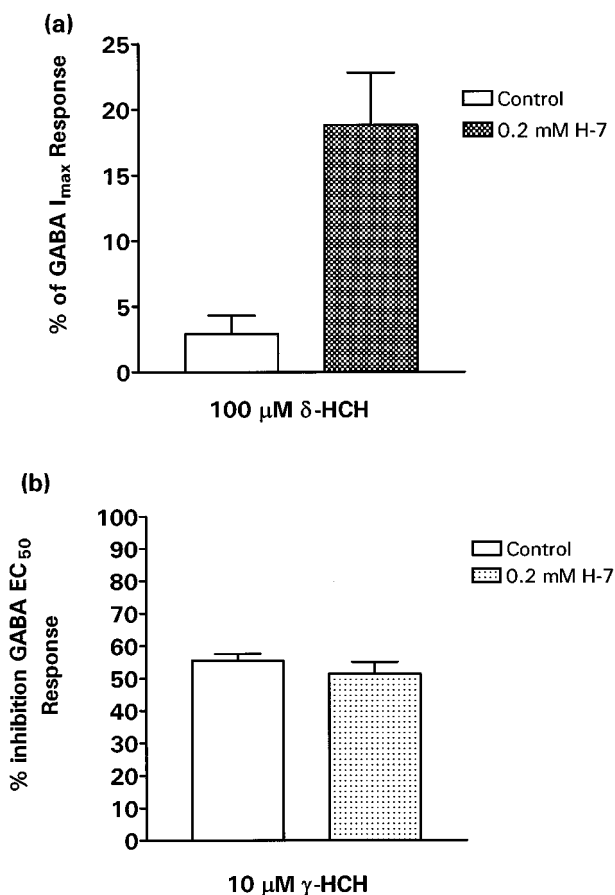 (a)
% of GABA Imax Response
25
20
15
10
5
0
Control
0.2 mM H-7
100 μM δ-HCH
(b)
% inhibition GABA EC50
Response
100
90
80
70
60
50
40
30
20
10
0
Control
0.2 mM H-7
10 μM γ-HCH